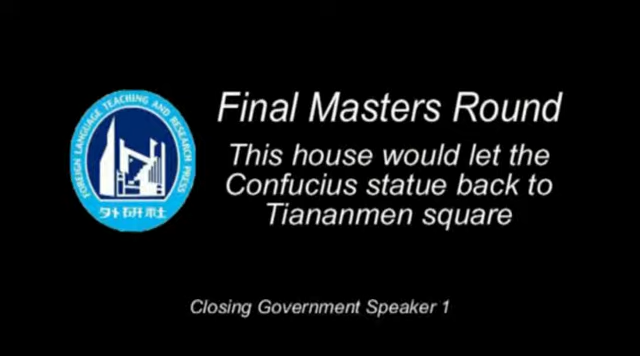 Final Masters Round
This house would let the
Confucius statue back to
Tiananmen square
FOREIGN LANGUAGE TEACHING AND RESEARCH PRESS
外研社
Closing Government Speaker 1